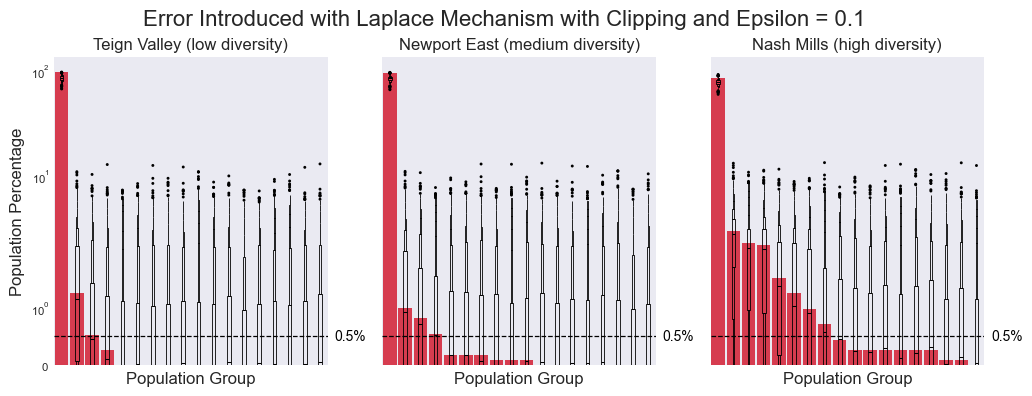 Error Introduced with Laplace Mechanism with Clipping and Epsilon = 0.1
Teign Valley (low diversity)
Newport East (medium diversity)
Nash Mills (high diversity)
Population Percentage
10²
10¹
10⁰
0
0.5%
0.5%
0.5%
Population Group
Population Group
Population Group